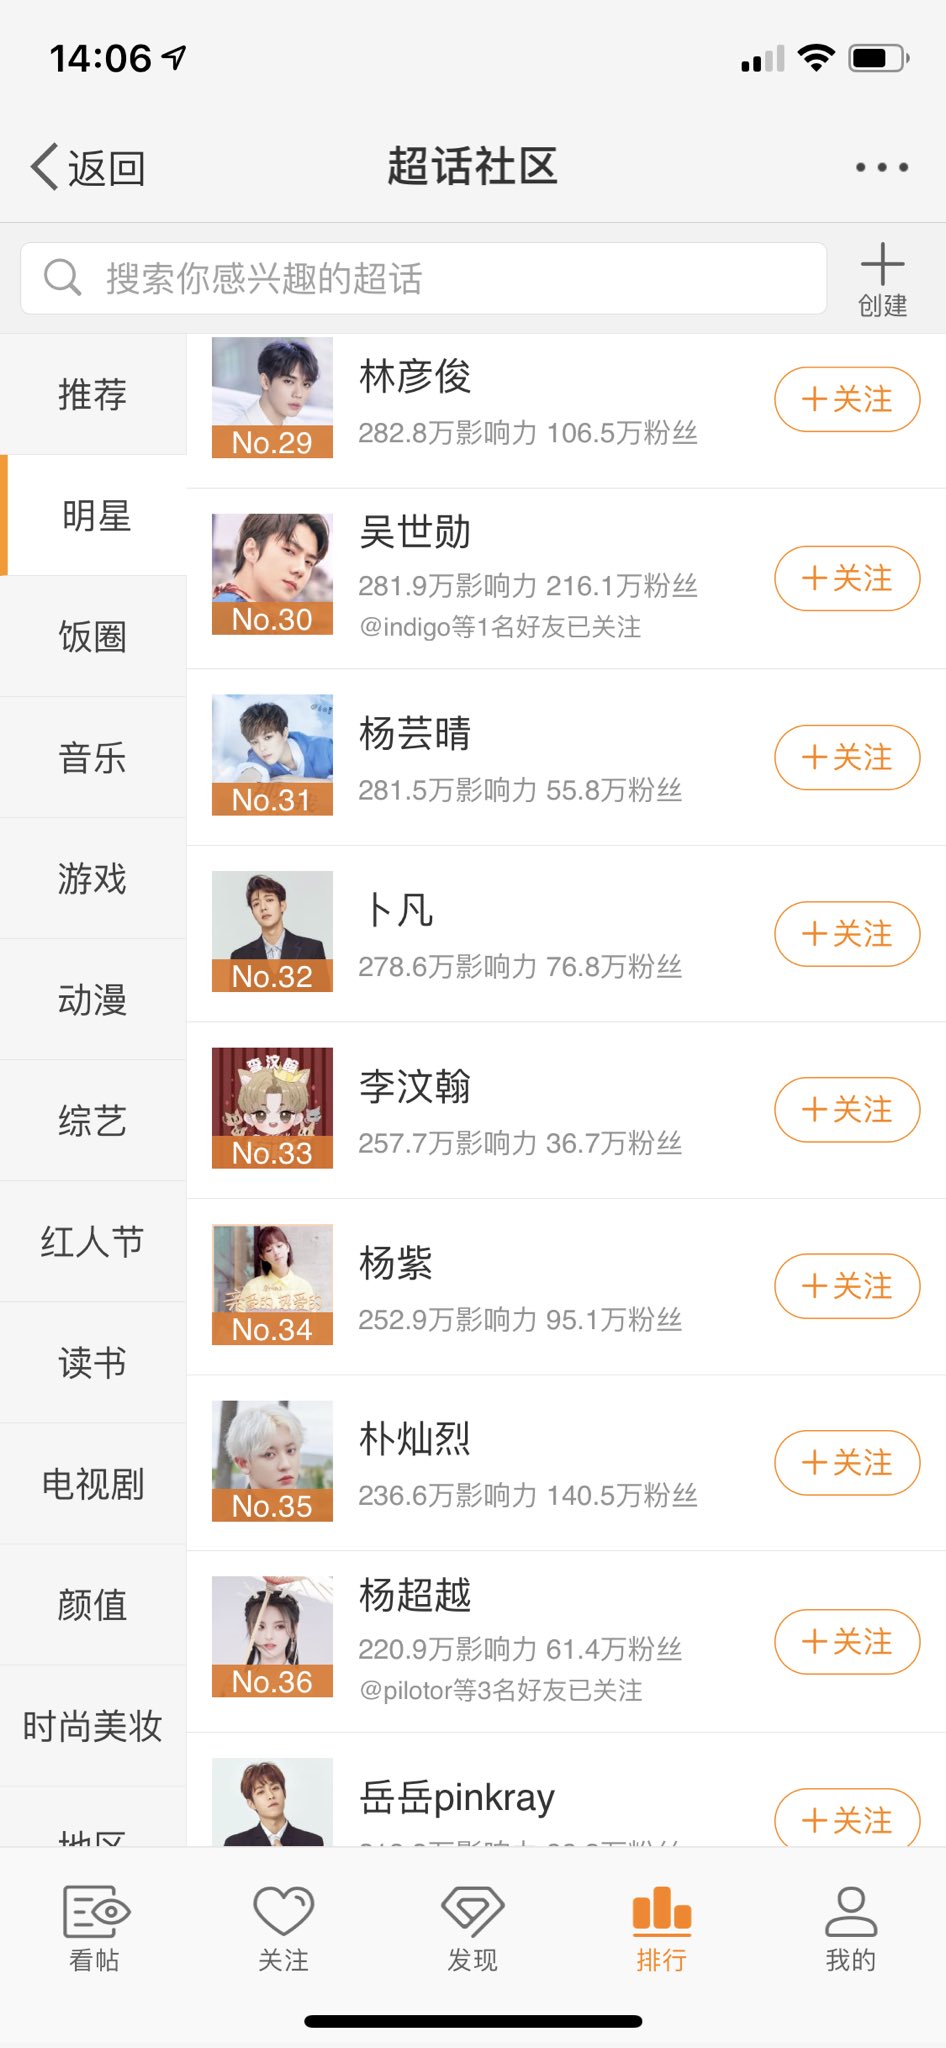 14:06
返回
超话社区
搜索你感兴趣的超话
创建
推荐
明星
饭圈
音乐
游戏
动漫
综艺
红人节
读书
电视剧
颜值
时尚美妆
地区
林彦俊
282.8万影响力 106.5万粉丝
No.29
+关注
吴世勋
281.9万影响力 216.1万粉丝
@indigo等1名好友已关注
No.30
+关注
杨芸晴
281.5万影响力 55.8万粉丝
No.31
+关注
卜凡
278.6万影响力 76.8万粉丝
No.32
+关注
李汶翰
李汶翰
257.7万影响力 36.7万粉丝
No.33
+关注
杨紫
252.9万影响力 95.1万粉丝
亲爱的,热爱的
No.34
+关注
朴灿烈
236.6万影响力 140.5万粉丝
No.35
+关注
杨超越
220.9万影响力 61.4万粉丝
@pilotor等3名好友已关注
No.36
+关注
岳岳pinkray
+关注
看帖
关注
发现
排行
我的